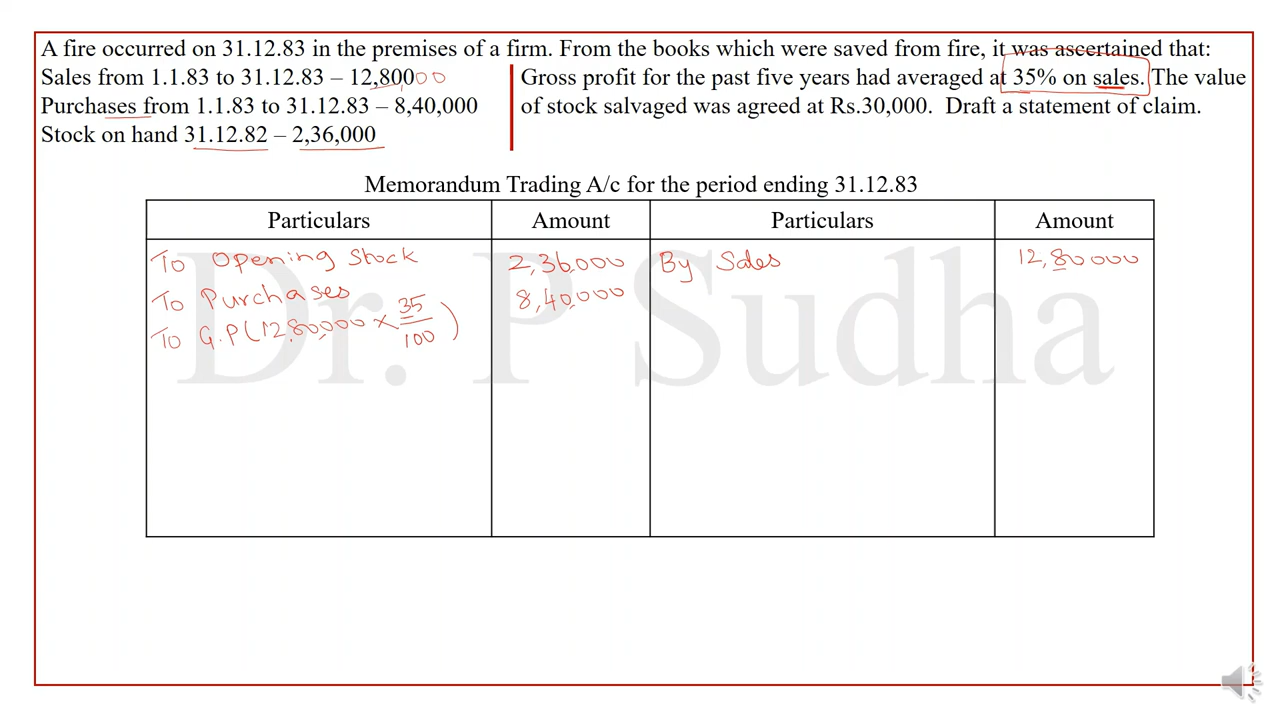 A fire occurred on 31.12.83 in the premises of a firm. From the books which were saved from fire, it was ascertained that:
Sales from 1.1.83 to 31.12.83 – 12,80000
Purchases from 1.1.83 to 31.12.83 – 8,40,000
Stock on hand 31.12.82 – 2,36,000
Gross profit for the past five years had averaged at 35% on sales. The value
of stock salvaged was agreed at Rs.30,000. Draft a statement of claim.
Memorandum Trading A/c for the period ending 31.12.83
Particulars Amount Particulars Amount
To Opening Stock 2,36,000 By Sales 12,80000
To Purchases 8,40,000
To G.P (12,80,000 × 35/100)
Dr. P Sudha